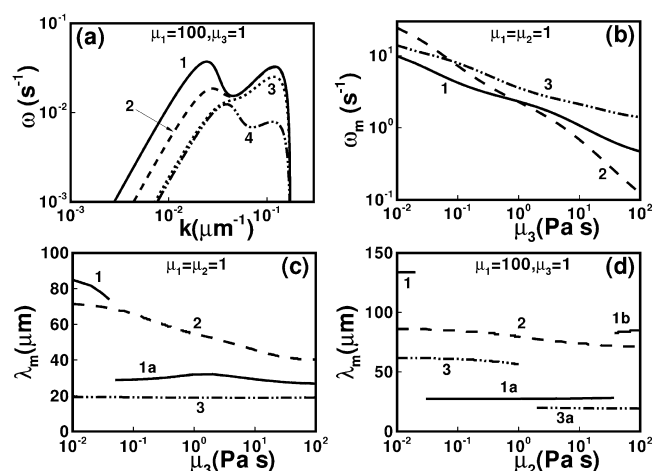 10⁻¹
(a)
μ₁=100,μ₃=1
1
2
3
4
10⁻²
10⁻³
ω (s⁻¹)
10⁻³
10⁻²
10⁻¹
k(μm⁻¹)
μ₁=μ₂=1
(b)
10¹
10⁰
10⁻¹
ωₘ (s⁻¹)
1
2
3
10⁻²
10⁻¹
10⁰
10¹
10²
μ₃(Pa s)
100
80
60
40
20
0
λₘ(μm)
μ₁=μ₂=1
(c)
1
2
1a
3
10⁻²
10⁻¹
10⁰
10¹
10²
μ₃(Pa s)
150
100
50
0
λₘ(μm)
μ₁=100,μ₃=1
(d)
1
1b
2
3
1a
3a
10⁻²
10⁻¹
10⁰
10¹
10²
μ₂(Pa s)